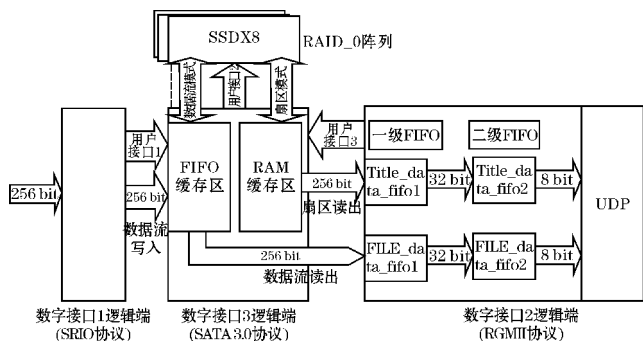 SSDX8
RAID_0阵列
数据流模式
用户接口2
扇区模式
用户
接口1
256 bit
256 bit
数据流
写入
FIFO
缓存区
RAM
缓存区
用户
接口3
一级FIFO
二级FIFO
256 bit
扇区读出
Title_da
ta_fifo1
32 bit
Title_da
ta_fifo2
8 bit
UDP
256 bit
数据流读出
FILE_da
ta_fifo1
32 bit
FILE_da
ta_fifo2
8 bit
数字接口1逻辑端
(SRIO协议)
数字接口3逻辑端
(SATA3.0协议)
数字接口2逻辑端
(RGMII协议)